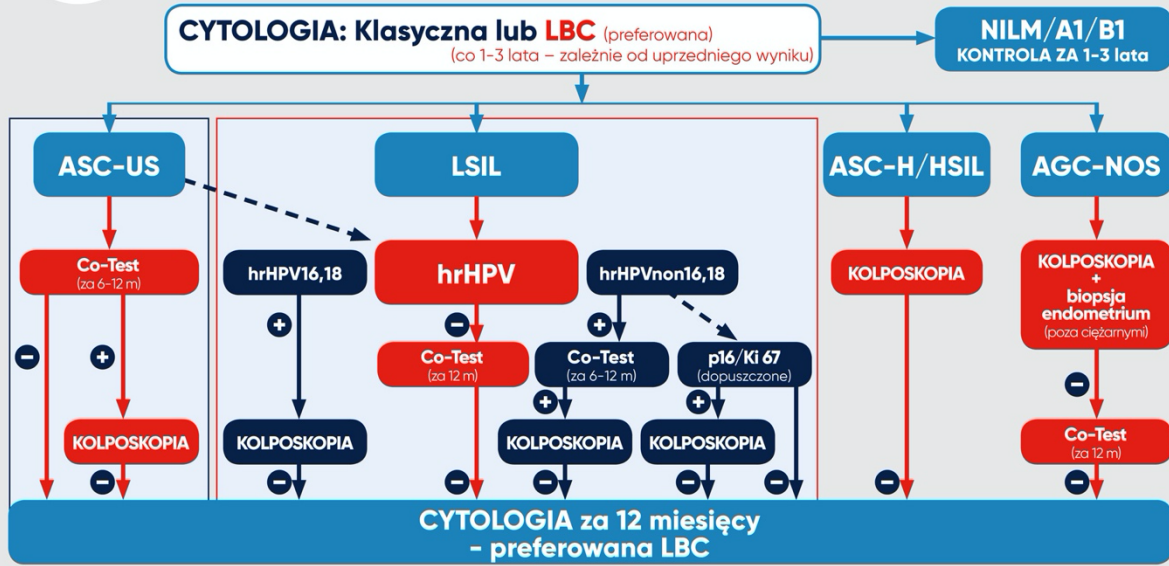 CYTOLOGIA: Klasyczna lub LBC (preferowana)
(co 1-3 lata – zależnie od uprzedniego wyniku)
NILM/A1/B1
KONTROLA ZA 1-3 lata
ASC-US
LSIL
ASC-H/HSIL
AGC-NOS
Co-Test
(za 6-12 m)
hrHPV16,18
hrHPV
hrHPVnon16,18
KOLPOSKOPIA
KOLPOSKOPIA
+
biopsja
endometrium
(poza ciężarnymi)
Co-Test
(za 12 m)
Co-Test
(za 6-12 m)
p16/Ki 67
(dopuszczone)
KOLPOSKOPIA
KOLPOSKOPIA
KOLPOSKOPIA
KOLPOSKOPIA
Co-Test
(za 12 m)
CYTOLOGIA za 12 miesięcy
- preferowana LBC